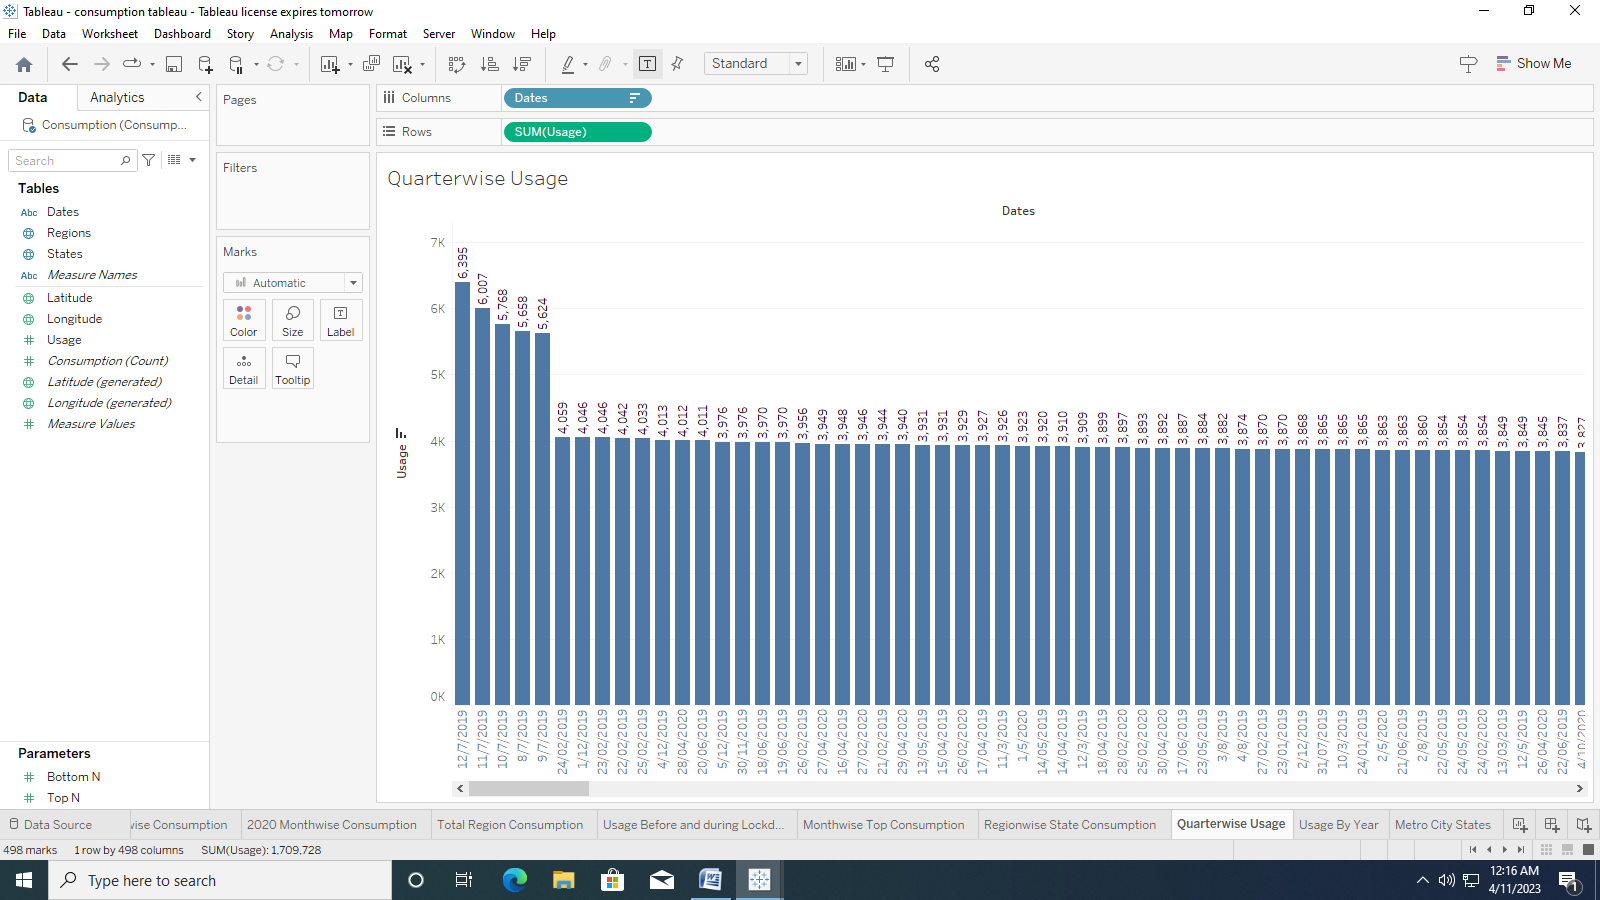 Tableau - consumption tableau - Tableau license expires tomorrow
File Data Worksheet Dashboard Story Analysis Map Format Server Window Help
Standard
Show Me
Data Analytics
Consumption (Consump...
Search
Tables
Abc Dates
Regions
States
Abc Measure Names
Latitude
Longitude
Usage
Consumption (Count)
Latitude (generated)
Longitude (generated)
Measure Values
Parameters
Bottom N
Top N
Pages
Filters
Marks
Automatic
Color Size Label
Detail Tooltip
Columns Dates
Rows SUM(Usage)
Quarterwise Usage
Dates
Usage
7K
6K
5K
4K
3K
2K
1K
0K
6,395 6,007 5,768 5,658 5,624 4,059 4,046 4,046 4,042 4,033 4,013 4,012 4,011 3,976 3,976 3,970 3,970 3,956 3,949 3,948 3,946 3,944 3,940 3,931 3,931 3,929 3,927 3,926 3,923 3,920 3,910 3,909 3,899 3,897 3,893 3,892 3,887 3,884 3,882 3,874 3,870 3,870 3,868 3,865 3,865 3,865 3,863 3,863 3,860 3,854 3,854 3,854 3,849 3,849 3,845 3,837 3,827
12/7/2019 11/7/2019 10/7/2019 8/7/2019 9/7/2019 24/02/2019 1/12/2019 23/02/2019 22/02/2019 25/02/2019 4/12/2019 28/04/2020 20/06/2019 5/12/2019 30/11/2019 18/06/2019 19/06/2019 26/02/2019 27/04/2020 16/04/2019 27/02/2020 21/02/2019 29/04/2020 13/05/2019 15/04/2019 26/02/2020 17/04/2019 11/3/2019 1/5/2020 14/05/2019 14/04/2019 12/3/2019 18/04/2019 28/02/2019 25/02/2020 30/04/2020 17/06/2019 23/05/2019 3/8/2019 4/8/2019 27/02/2019 23/01/2019 2/12/2019 31/07/2019 10/3/2019 24/01/2019 2/5/2020 21/06/2019 2/8/2019 22/05/2019 24/05/2019 24/02/2020 13/03/2019 12/5/2019 26/04/2020 22/06/2019 4/10/2020
Data Source wise Consumption 2020 Monthwise Consumption Total Region Consumption Usage Before and during Lockd... Monthwise Top Consumption Regionwise State Consumption Quarterwise Usage Usage By Year Metro City States
498 marks 1 row by 498 columns SUM(Usage): 1,709,728
Type here to search
12:16 AM
4/11/2023
1